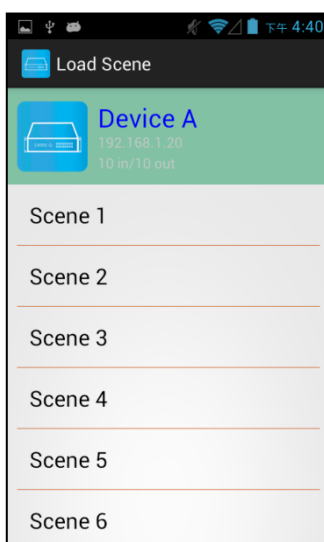 下午 4:40
Load Scene
Device A
192.168.1.20
10 in/10 out
Scene 1
Scene 2
Scene 3
Scene 4
Scene 5
Scene 6